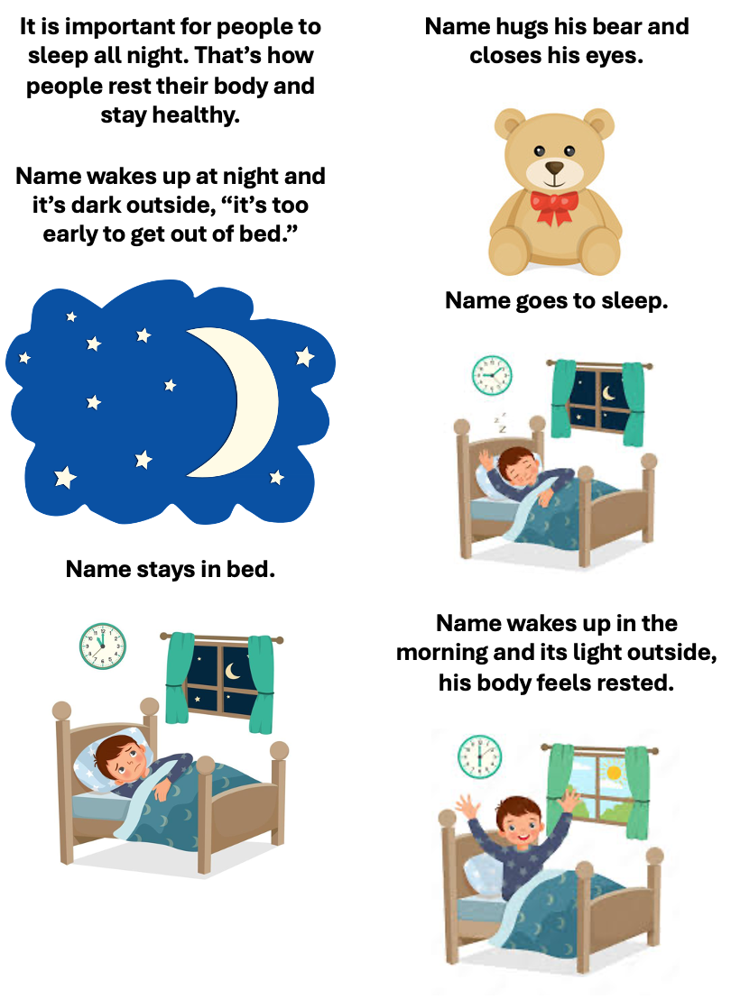 It is important for people to
sleep all night. That’s how
people rest their body and
stay healthy.
Name wakes up at night and
it’s dark outside, “it’s too
early to get out of bed.”
Name stays in bed.
Name hugs his bear and
closes his eyes.
Name goes to sleep.
Name wakes up in the
morning and its light outside,
his body feels rested.